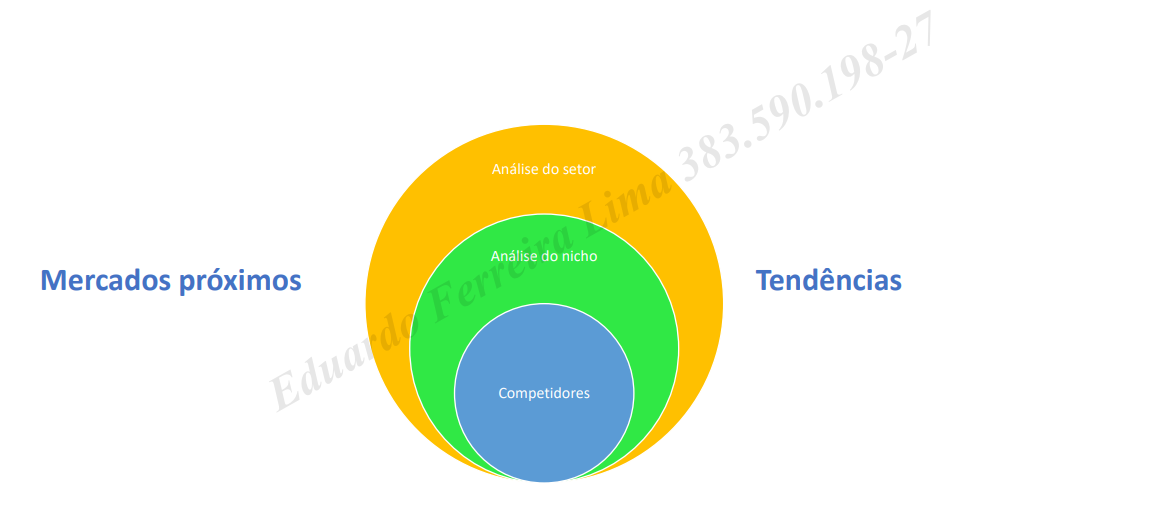 Eduardo Ferreira Lima 383.590.198-27
Análise do setor
Análise do nicho
Mercados próximos
Tendências
Competidores